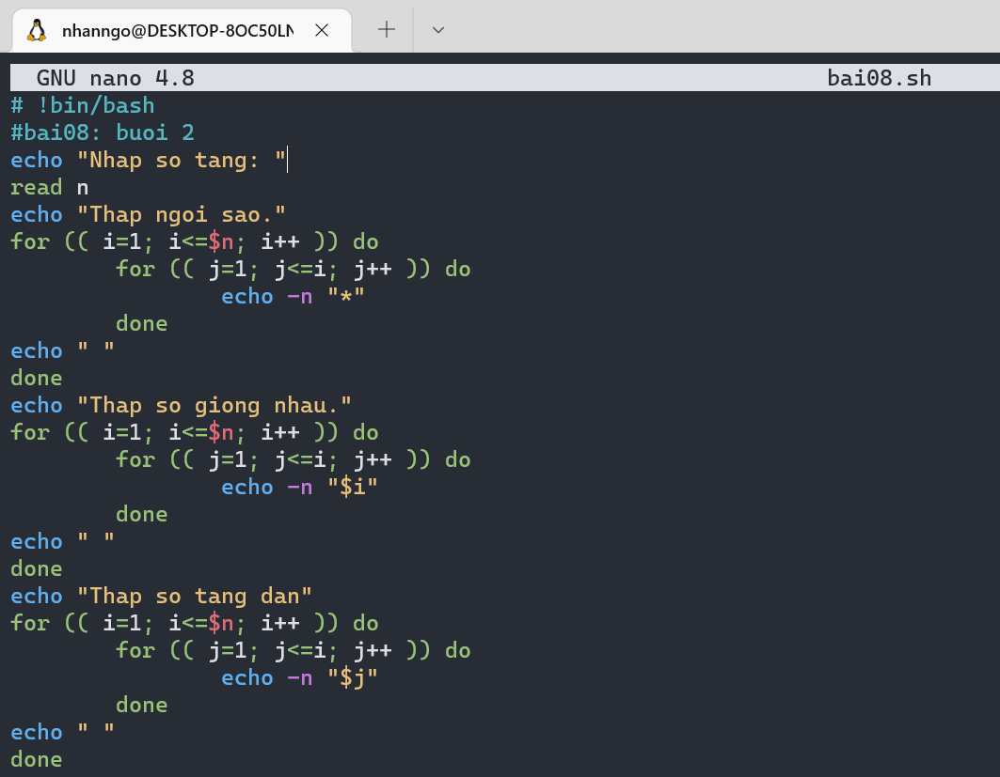 nhanngo@DESKTOP-8OC50LN
GNU nano 4.8 bai08.sh
# !bin/bash
#bai08: buoi 2
echo "Nhap so tang: "
read n
echo "Thap ngoi sao."
for (( i=1; i<=$n; i++ )) do
        for (( j=1; j<=i; j++ )) do
                echo -n "*"
        done
echo " "
done
echo "Thap so giong nhau."
for (( i=1; i<=$n; i++ )) do
        for (( j=1; j<=i; j++ )) do
                echo -n "$i"
        done
echo " "
done
echo "Thap so tang dan"
for (( i=1; i<=$n; i++ )) do
        for (( j=1; j<=i; j++ )) do
                echo -n "$j"
        done
echo " "
done